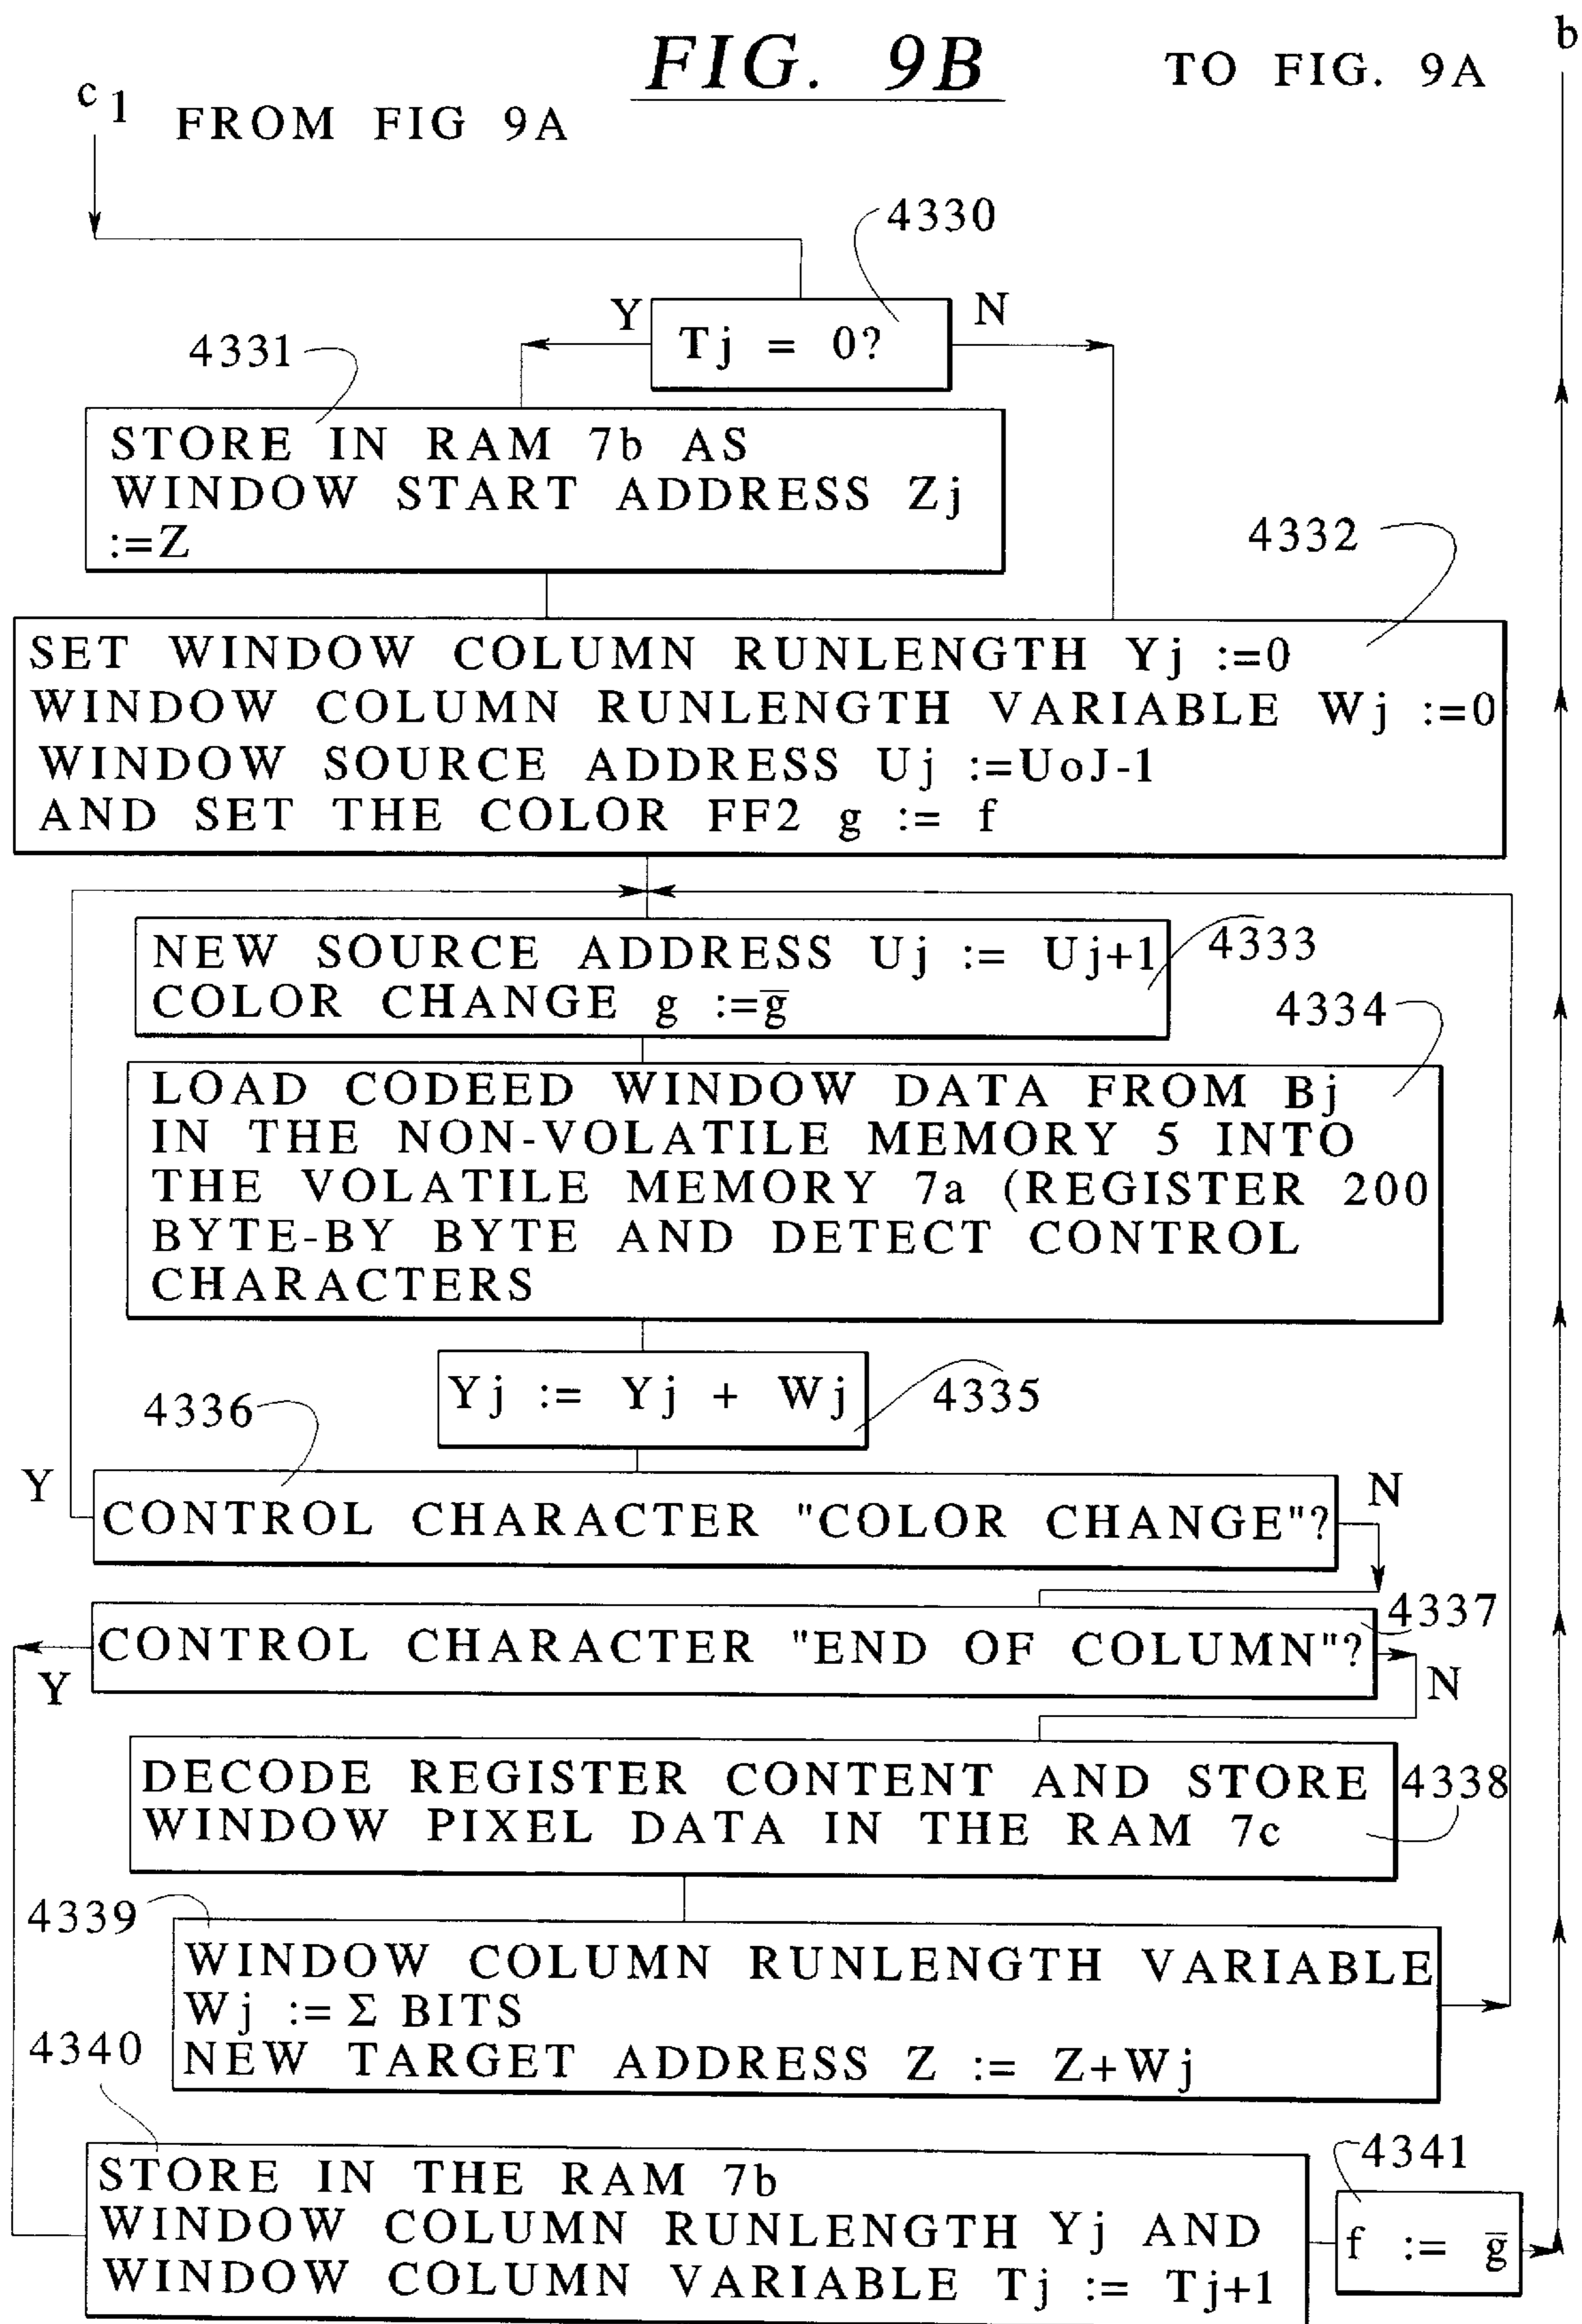 FIG. 9B
TO FIG. 9A
b
c1
FROM FIG 9A
4330
Y
Tj = 0?
N
4331
STORE IN RAM 7b AS
WINDOW START ADDRESS Zj
:=Z
4332
SET WINDOW COLUMN RUNLENGTH Yj :=0
WINDOW COLUMN RUNLENGTH VARIABLE Wj :=0
WINDOW SOURCE ADDRESS Uj :=UoJ-1
AND SET THE COLOR FF2 g := f
NEW SOURCE ADDRESS Uj := Uj+1
COLOR CHANGE g :=g̅
4333
4334
LOAD CODEED WINDOW DATA FROM Bj
IN THE NON-VOLATILE MEMORY 5 INTO
THE VOLATILE MEMORY 7a (REGISTER 200
BYTE-BY BYTE AND DETECT CONTROL
CHARACTERS
Yj := Yj + Wj
4335
4336
Y
CONTROL CHARACTER "COLOR CHANGE"?
N
4337
CONTROL CHARACTER "END OF COLUMN"?
Y
N
DECODE REGISTER CONTENT AND STORE
WINDOW PIXEL DATA IN THE RAM 7c
4338
4339
WINDOW COLUMN RUNLENGTH VARIABLE
Wj := Σ BITS
NEW TARGET ADDRESS Z := Z+Wj
4340
STORE IN THE RAM 7b
WINDOW COLUMN RUNLENGTH Yj AND
WINDOW COLUMN VARIABLE Tj := Tj+1
4341
f := g̅